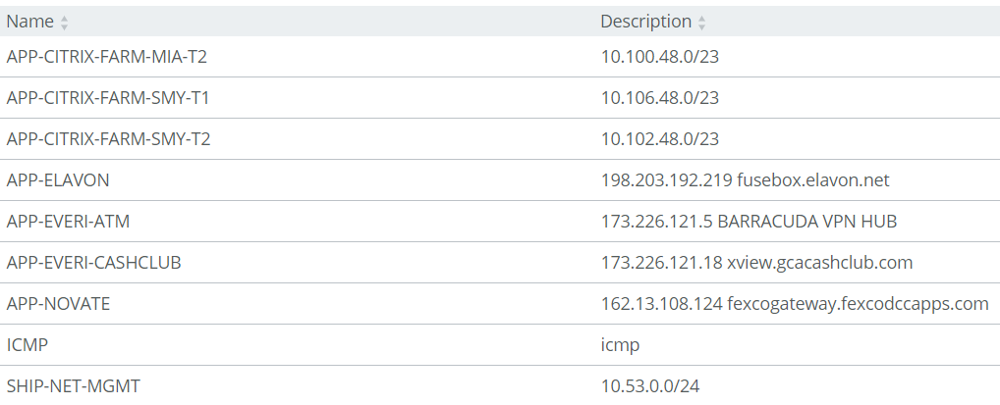 Name Description
APP-CITRIX-FARM-MIA-T2 10.100.48.0/23
APP-CITRIX-FARM-SMY-T1 10.106.48.0/23
APP-CITRIX-FARM-SMY-T2 10.102.48.0/23
APP-ELAVON 198.203.192.219 fusebox.elavon.net
APP-EVERI-ATM 173.226.121.5 BARRACUDA VPN HUB
APP-EVERI-CASHCLUB 173.226.121.18 xview.gcacashclub.com
APP-NOVATE 162.13.108.124 fexcogateway.fexcodccapps.com
ICMP icmp
SHIP-NET-MGMT 10.53.0.0/24